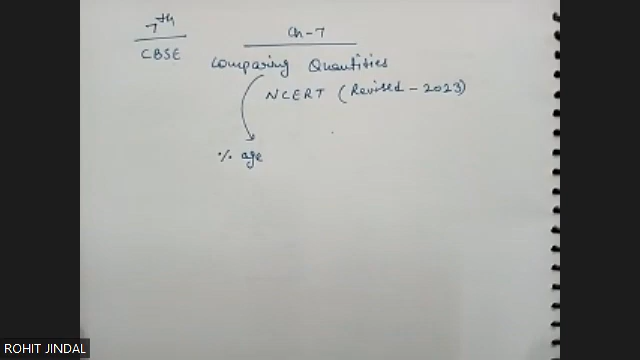 7th
CBSE
Ch-7
Comparing Quantities
NCERT (Revised - 2023)
% age
ROHIT JINDAL